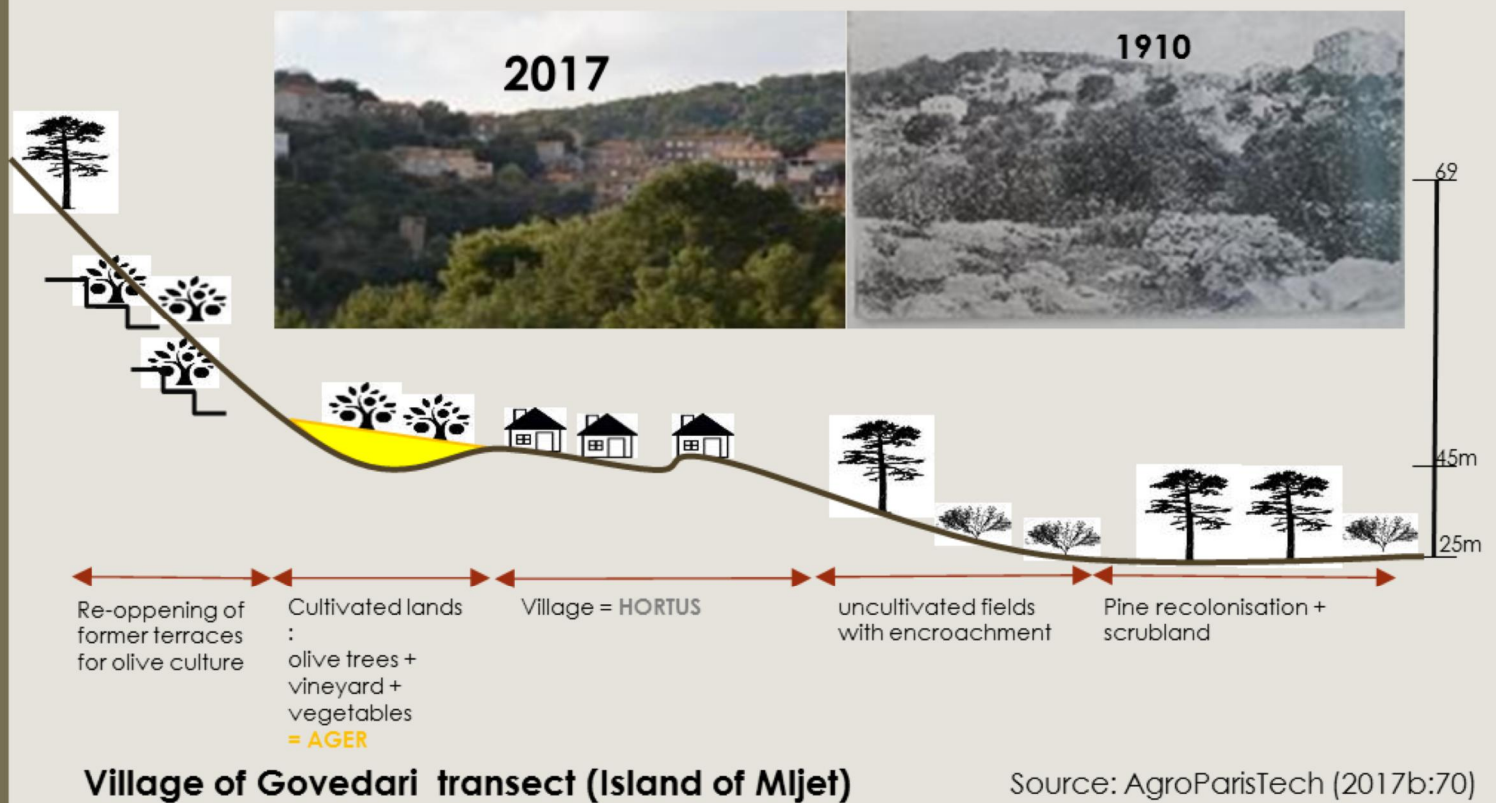 2017
1910
69
45m
25m
Re-oppening of
former terraces
for olive culture
Cultivated lands
:
olive trees +
vineyard +
vegetables
= AGER
Village = HORTUS
uncultivated fields
with encroachment
Pine recolonisation +
scrubland
Village of Govedari transect (Island of Mljet)
Source: AgroParisTech (2017b:70)